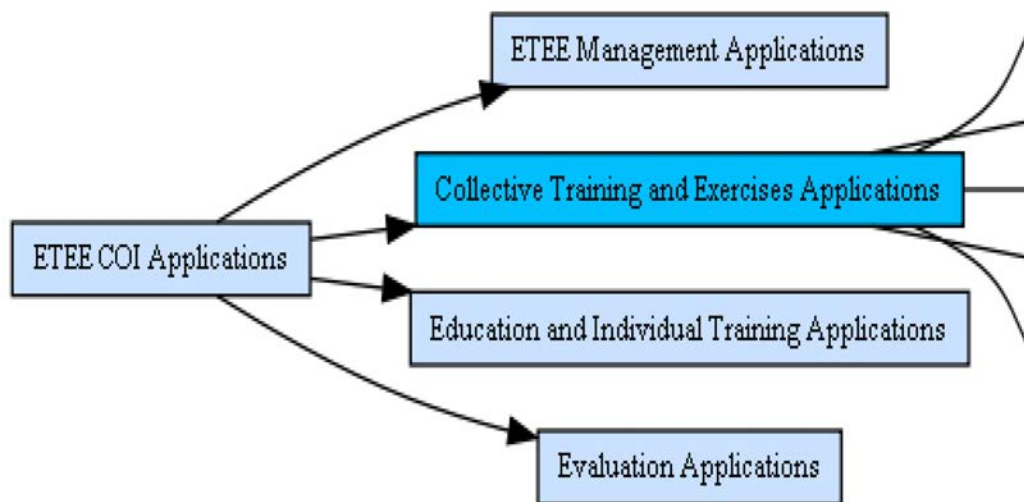 ETEE Management Applications
Collective Training and Exercises Applications
ETEE COI Applications
Education and Individual Training Applications
Evaluation Applications